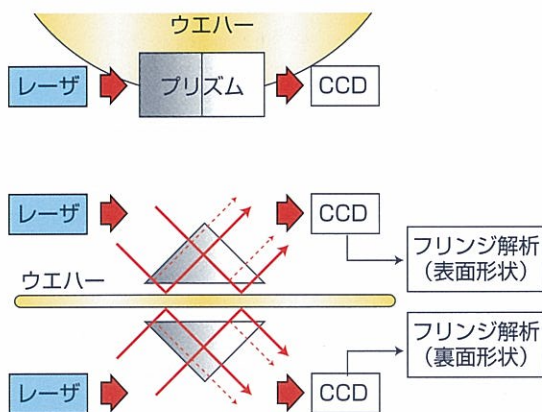 ウエハー
レーザ
プリズム
CCD
レーザ
CCD
フリンジ解析
(表面形状)
ウエハー
フリンジ解析
(裏面形状)
レーザ
CCD